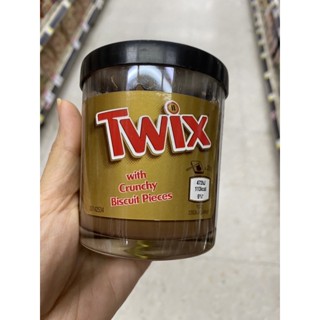 TWIX
with
Crunchy
Biscuit Pieces